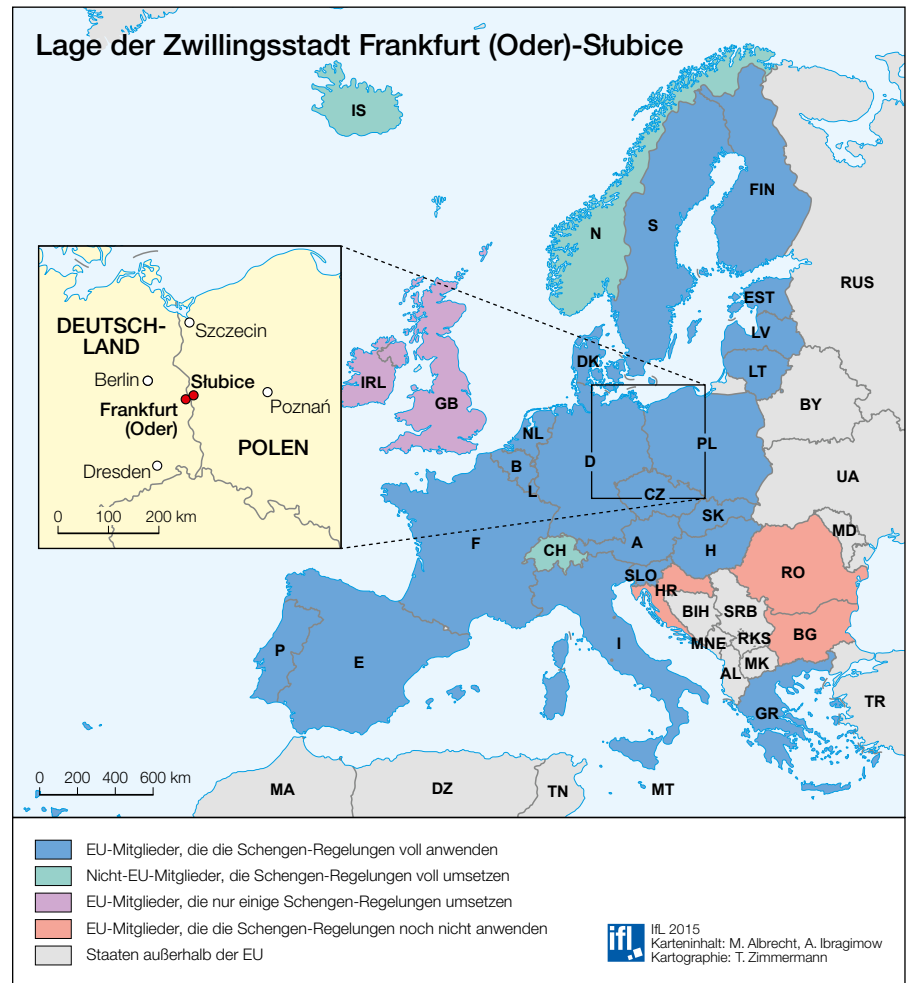 Lage der Zwillingsstadt Frankfurt (Oder)-Słubice
IS
FIN
S
N
RUS
EST
LV
LT
DK
IRL
GB
BY
NL
PL
B
D
L
UA
CZ
SK
MD
F
CH
A
H
RO
SLO
HR
BIH
SRB
BG
RKS
MNE
MK
AL
P
E
I
GR
TR
MA
DZ
TN
MT
DEUTSCH-
LAND
Szczecin
Berlin
Słubice
Frankfurt
(Oder)
Poznań
POLEN
Dresden
0 100 200 km
0 200 400 600 km
EU-Mitglieder, die die Schengen-Regelungen voll anwenden
Nicht-EU-Mitglieder, die Schengen-Regelungen voll umsetzen
EU-Mitglieder, die nur einige Schengen-Regelungen umsetzen
EU-Mitglieder, die die Schengen-Regelungen noch nicht anwenden
Staaten außerhalb der EU
ifl
IfL 2015
Karteninhalt: M. Albrecht, A. Ibragimow
Kartographie: T. Zimmermann